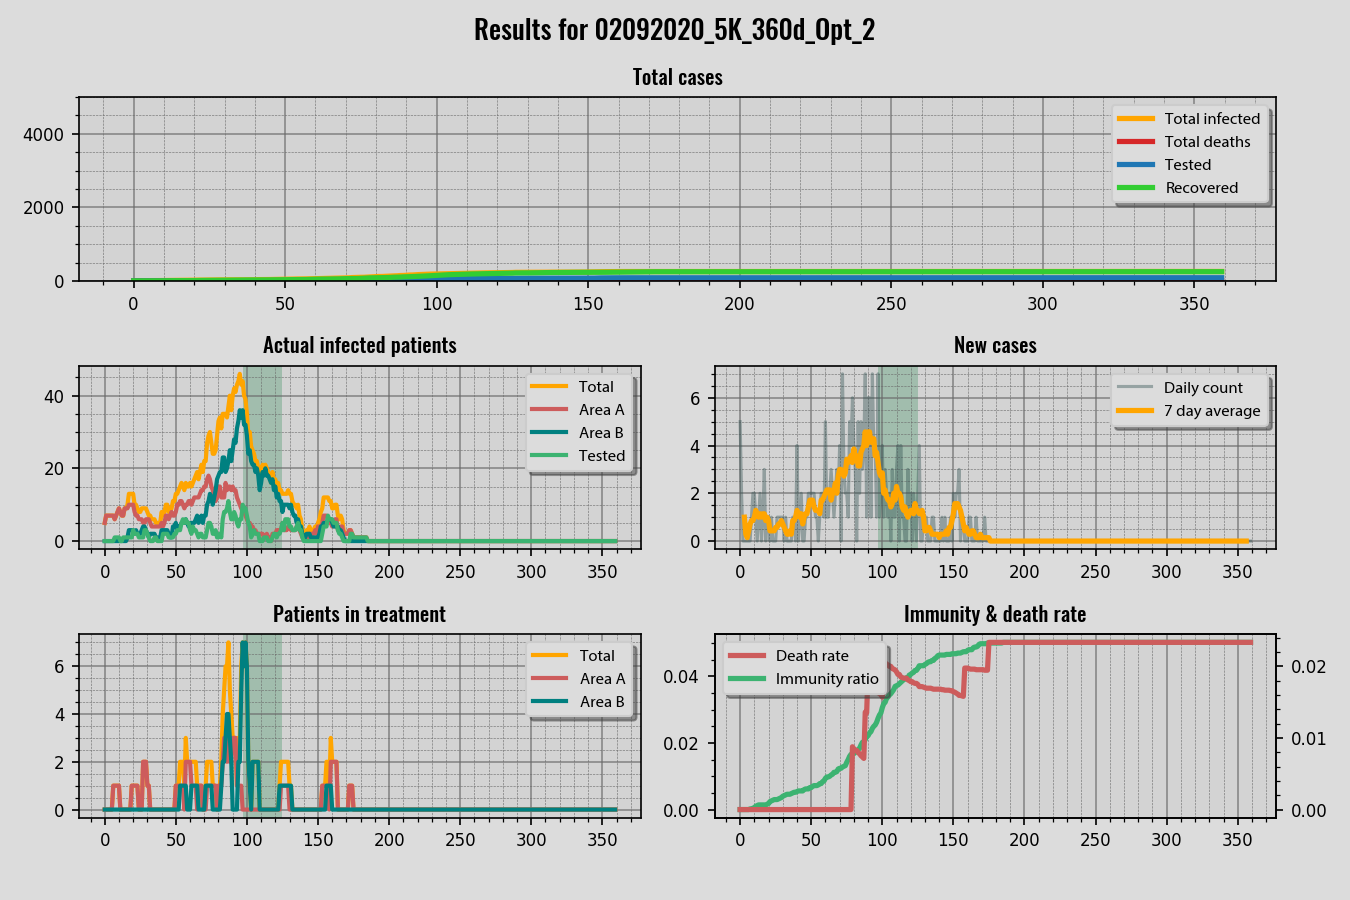 Results for 02092020_5K_360d_Opt_2
Total cases
4000
2000
0
Total infected
Total deaths
Tested
Recovered
0 50 100 150 200 250 300 350
Actual infected patients
40
20
0
Total
Area A
Area B
Tested
0 50 100 150 200 250 300 350
New cases
6
4
2
0
Daily count
7 day average
0 50 100 150 200 250 300 350
Patients in treatment
6
4
2
0
Total
Area A
Area B
0 50 100 150 200 250 300 350
Immunity & death rate
0.04
0.02
0.00
Death rate
Immunity ratio
0.02
0.01
0.00
0 50 100 150 200 250 300 350